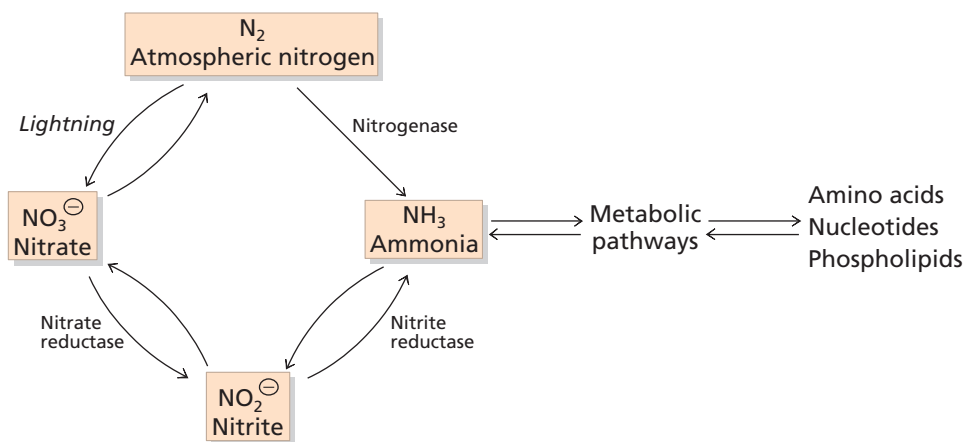 N₂
Atmospheric nitrogen
Lightning
Nitrogenase
NO₃⊖
Nitrate
NH₃
Ammonia
Metabolic
pathways
Amino acids
Nucleotides
Phospholipids
Nitrate
reductase
Nitrite
reductase
NO₂⊖
Nitrite